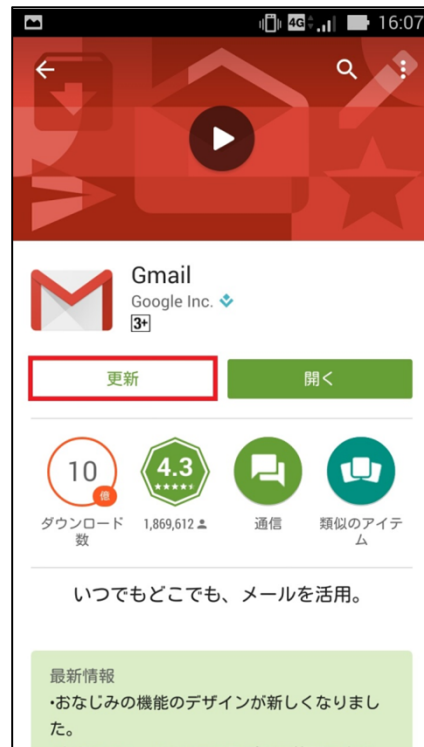 4G 16:07
Gmail
Google Inc.
3+
更新 開く
10
億
4.3
ダウンロード
数
1,869,612
通信
類似のアイテ
ム
いつでもどこでも、メールを活用。
最新情報
・おなじみの機能のデザインが新しくなりまし
た。